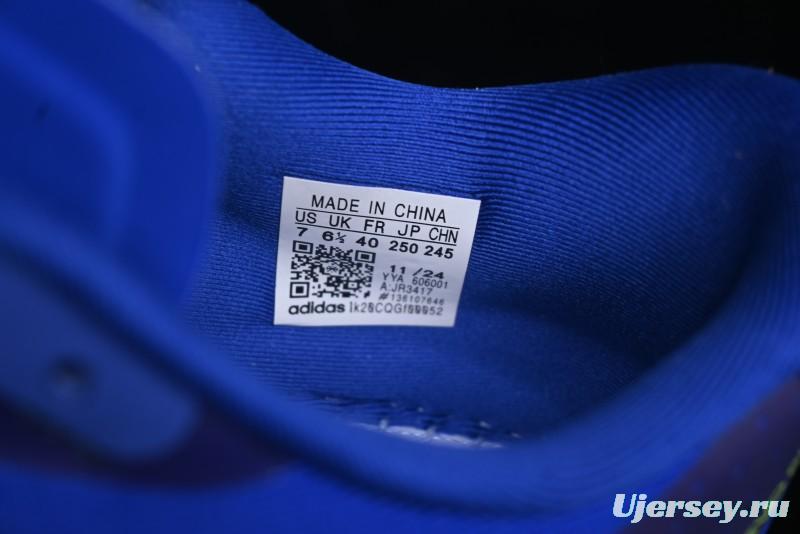 MADE IN CHINA
US UK FR JP CHN
7 6½ 40 250 245
11/24
YYA 606001
A:JR3417
#136107646
adidas 1k20CQGf00052
Ujersey.ru